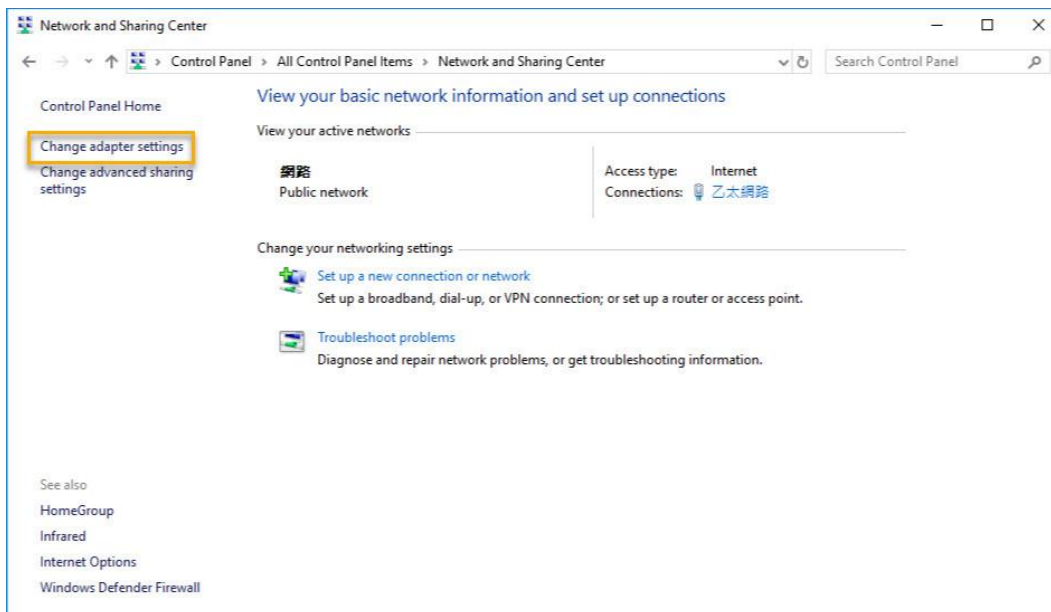 Network and Sharing Center
Control Panel > All Control Panel Items > Network and Sharing Center
Search Control Panel
Control Panel Home
Change adapter settings
Change advanced sharing
settings
View your basic network information and set up connections
View your active networks
網路
Public network
Access type: Internet
Connections: 乙太網路
Change your networking settings
Set up a new connection or network
Set up a broadband, dial-up, or VPN connection; or set up a router or access point.
Troubleshoot problems
Diagnose and repair network problems, or get troubleshooting information.
See also
HomeGroup
Infrared
Internet Options
Windows Defender Firewall